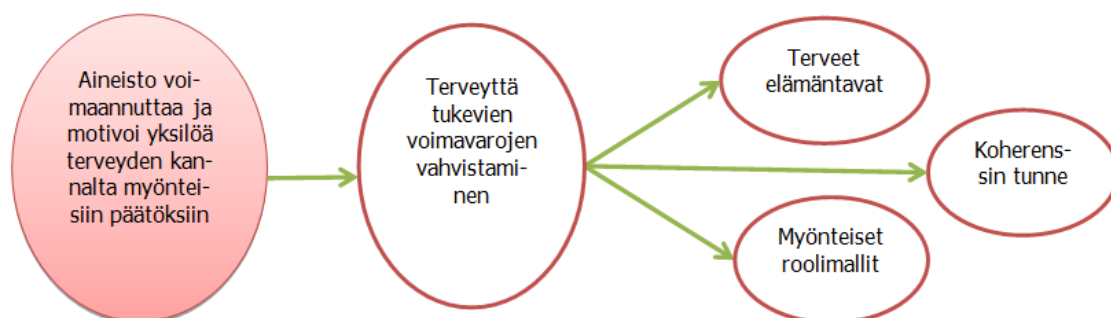 Aineisto voi-
maannuttaa ja
motivoi yksilöä
terveyden kan-
nalta myöntei-
siin päätöksiin
Terveyttä
tukevien
voimavarojen
vahvistami-
nen
Terveet
elämäntavat
Koherens-
sin tunne
Myönteiset
roolimallit